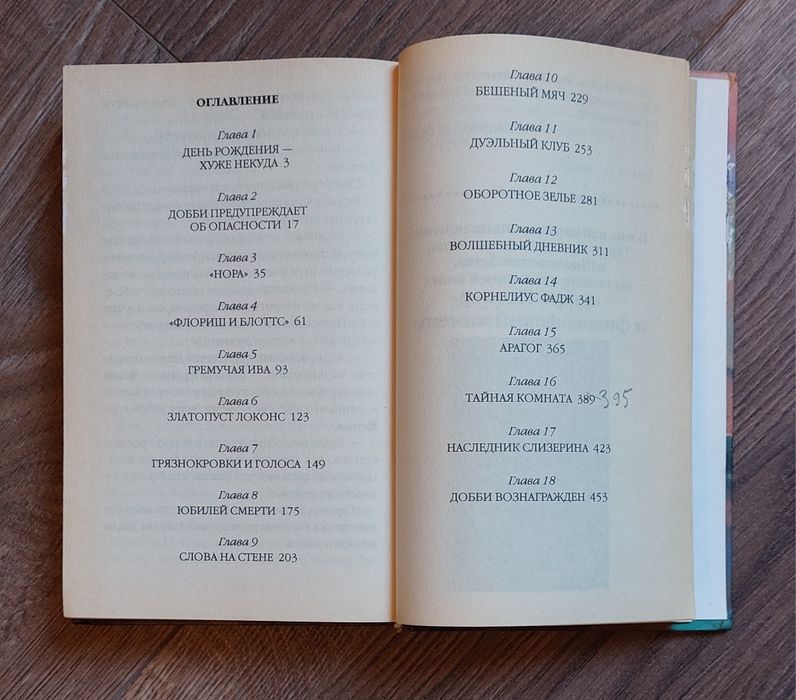 ОГЛАВЛЕНИЕ
Глава 1
ДЕНЬ РОЖДЕНИЯ —
ХУЖЕ НЕКУДА 3
Глава 2
ДОББИ ПРЕДУПРЕЖДАЕТ
ОБ ОПАСНОСТИ 17
Глава 3
«НОРА» 35
Глава 4
«ФЛОРИШ И БЛОТТС» 61
Глава 5
ГРЕМУЧАЯ ИВА 93
Глава 6
ЗЛАТОПУСТ ЛОКОНС 123
Глава 7
ГРЯЗНОКРОВКИ И ГОЛОСА 149
Глава 8
ЮБИЛЕЙ СМЕРТИ 175
Глава 9
СЛОВА НА СТЕНЕ 203
Глава 10
БЕШЕНЫЙ МЯЧ 229
Глава 11
ДУЭЛЬНЫЙ КЛУБ 253
Глава 12
ОБОРОТНОЕ ЗЕЛЬЕ 281
Глава 13
ВОЛШЕБНЫЙ ДНЕВНИК 311
Глава 14
КОРНЕЛИУС ФАДЖ 341
Глава 15
АРАГОГ 365
Глава 16
ТАЙНАЯ КОМНАТА 389 395
Глава 17
НАСЛЕДНИК СЛИЗЕРИНА 423
Глава 18
ДОББИ ВОЗНАГРАЖДЕН 453